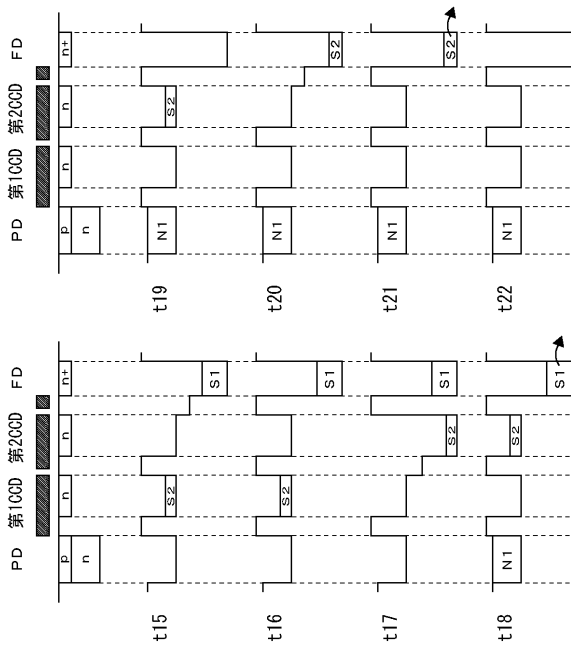 PD 第1CCD 第2CCD FD
p n n n+
n
t15 S2 S1
t16 S2 S1
t17 S2 S1
t18 N1 S2 S1
PD 第1CCD 第2CCD FD
p n n n+
n
t19 N1 S2
t20 N1 S2
t21 N1 S2
t22 N1